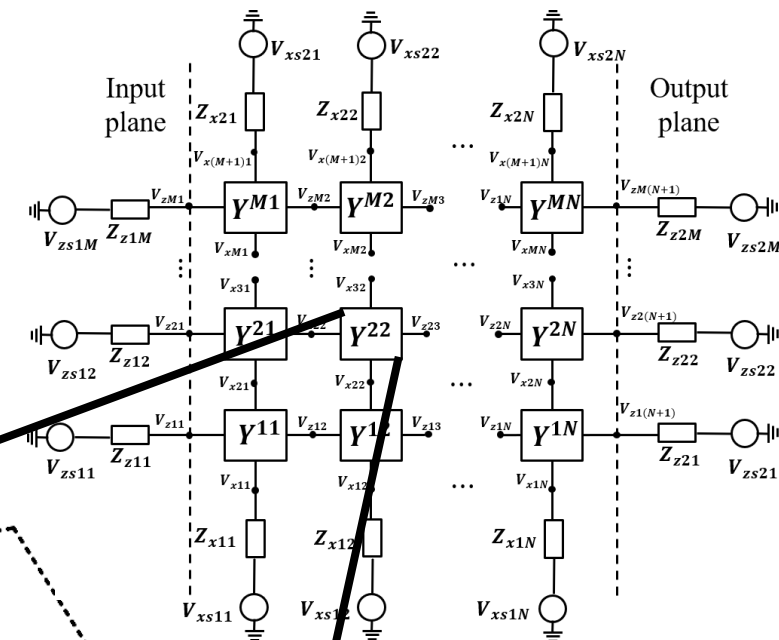 V_xs21 V_xs22 V_xs2N
Input plane
Output plane
Z_x21 Z_x22 Z_x2N
V_x(M+1)1 V_x(M+1)2 ... V_x(M+1)N
V_zM1 Y^M1 V_zM2 Y^M2 V_zM3 V_z1N Y^MN V_zM(N+1)
V_zs1M Z_z1M Z_z2M V_zs2M
V_xM1 V_xM2 V_xMN
⋮ ⋮ ... ⋮
V_x31 V_x32 V_x3N
V_z21 Y^21 Y^22 V_z23 V_z2N Y^2N V_z2(N+1)
V_zs12 Z_z12 Z_z22 V_zs22
V_x21 V_x22 ... V_x2N
V_z11 Y^11 V_z12 V_z13 V_z1N Y^1N V_z1(N+1)
V_zs11 Z_z11 Z_z21 V_zs21
V_x11 V_x12 ... V_x1N
Z_x11 Z_x12 Z_x1N
V_xs11 V_xs1N